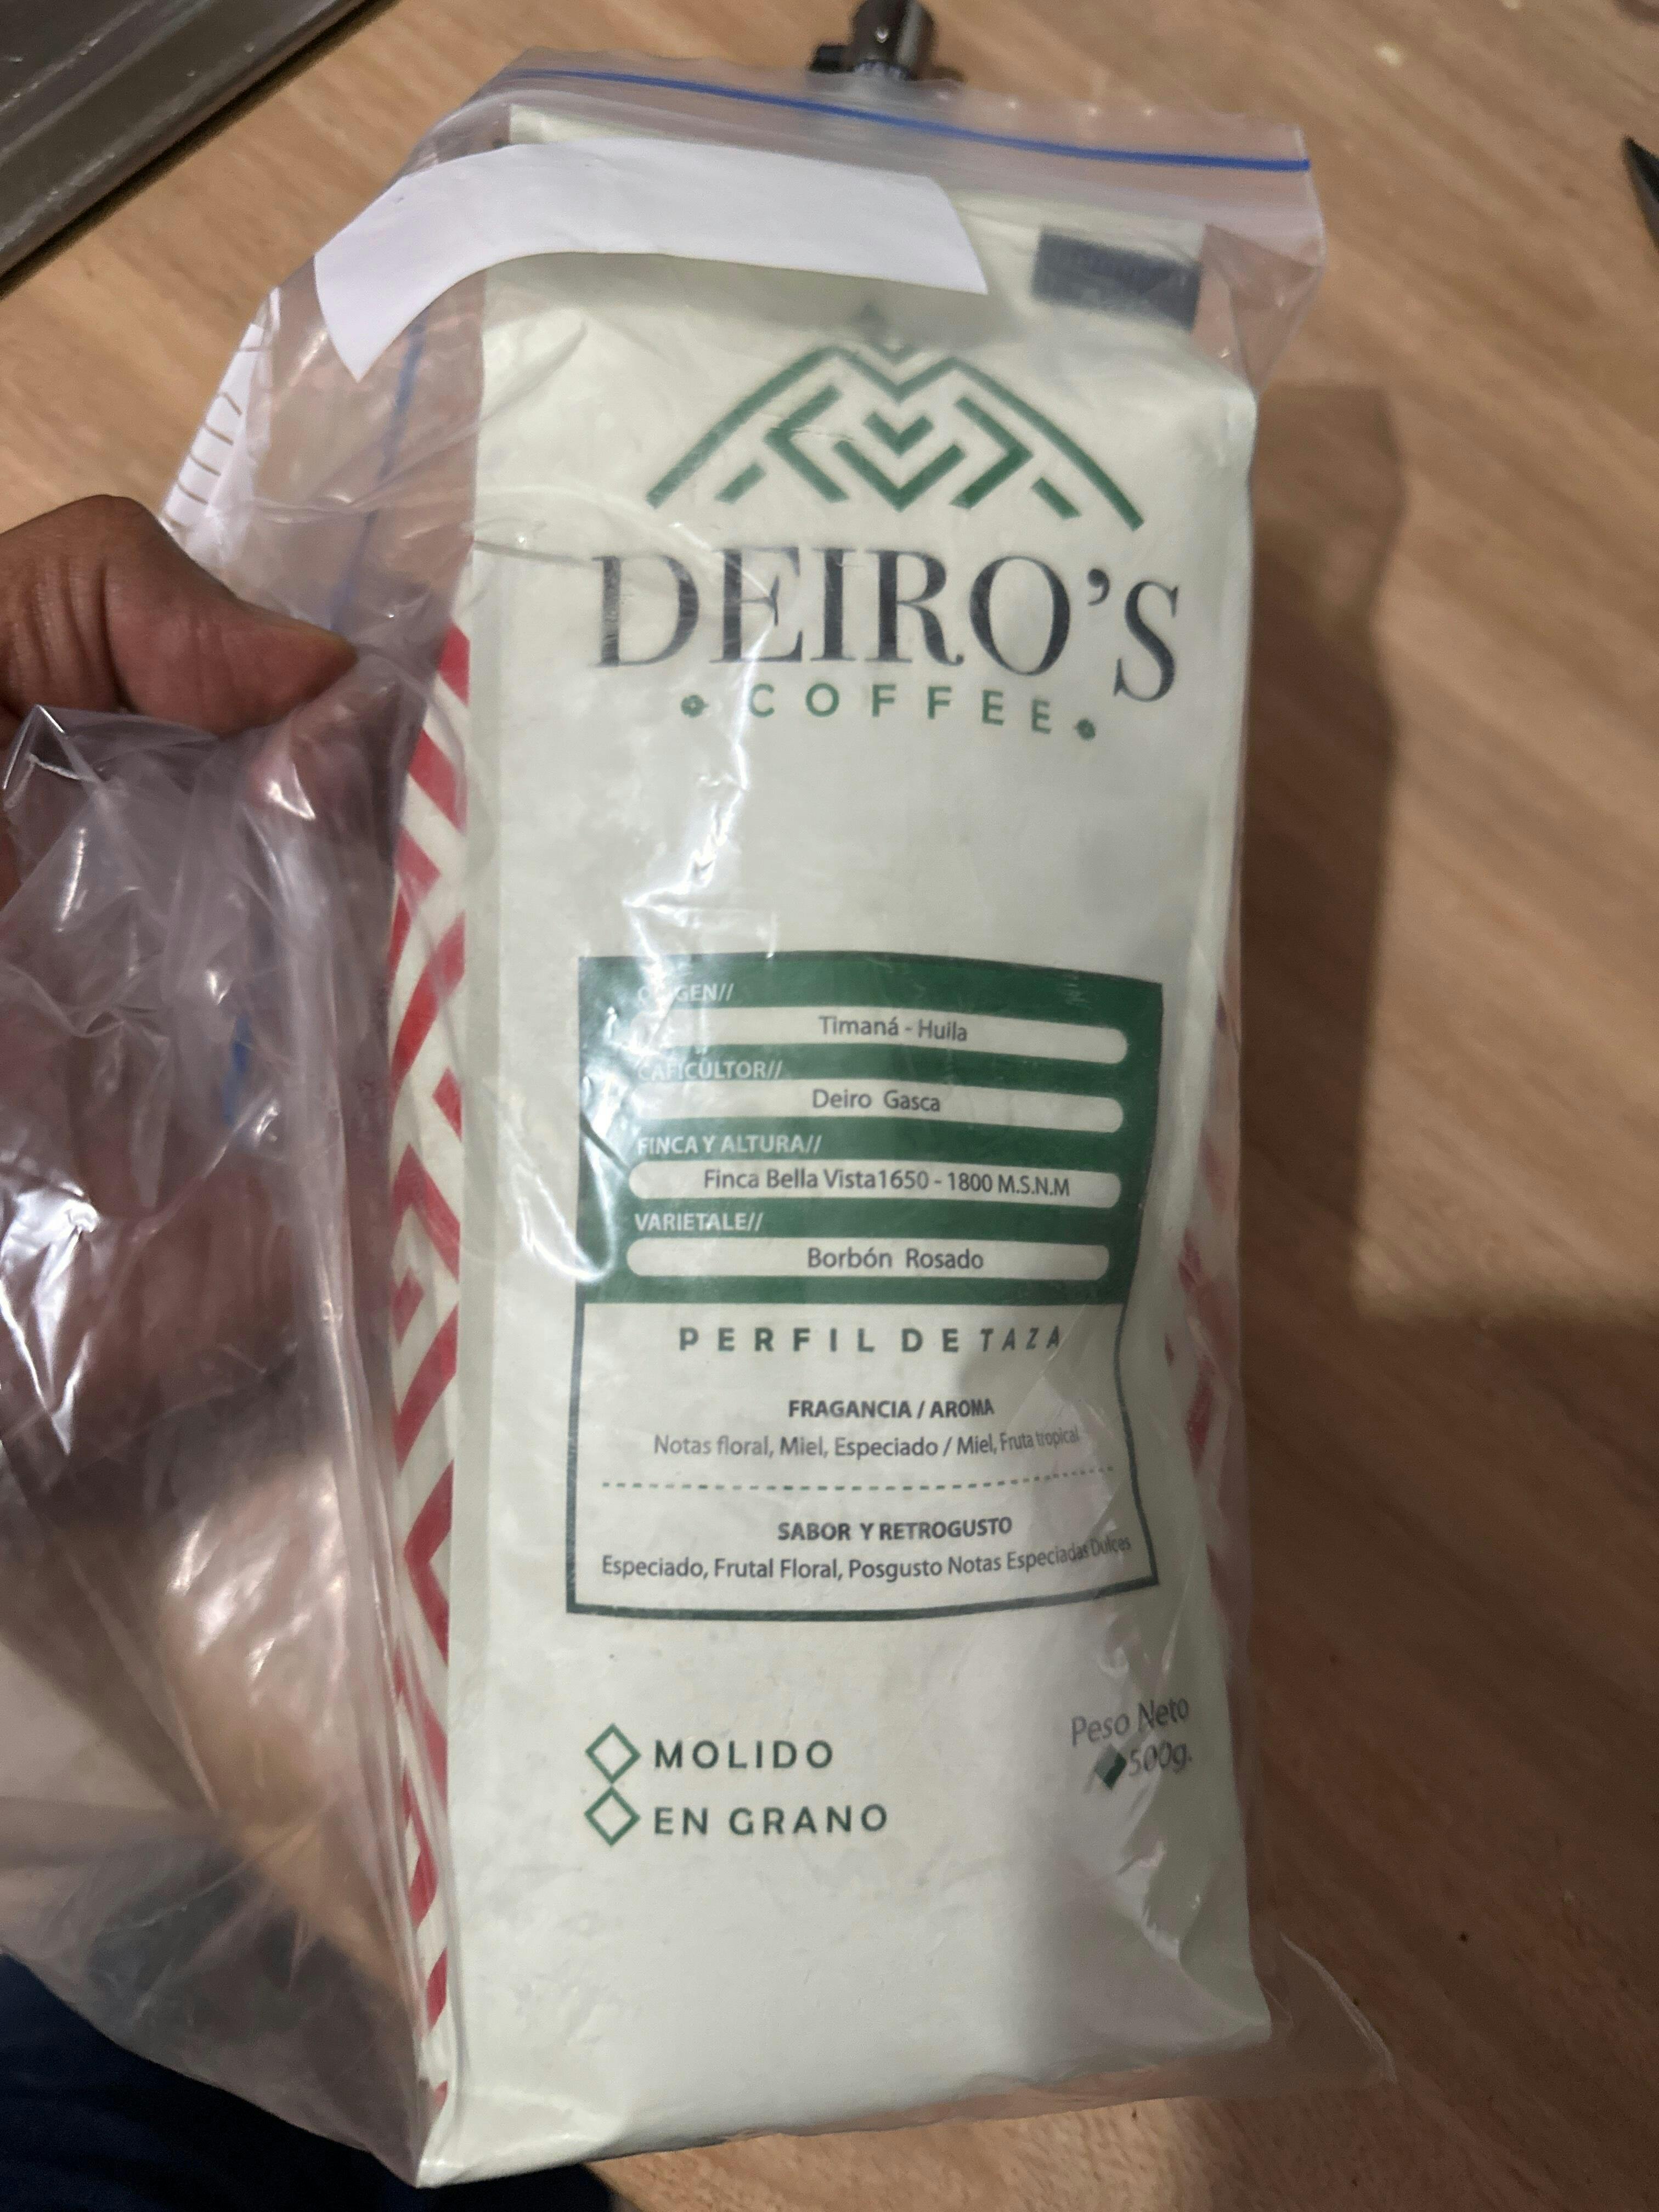 DEIRO'S
COFFEE
ORIGEN//
Timaná - Huila
CAFICULTOR//
Deiro Gasca
FINCA Y ALTURA//
Finca Bella Vista1650 - 1800 M.S.N.M
VARIETALE//
Borbón Rosado
PERFIL DE TAZA
FRAGANCIA / AROMA
Notas floral, Miel, Especiado / Miel, Fruta tropical
SABOR Y RETROGUSTO
Especiado, Frutal Floral, Posgusto Notas Especiadas Dulces
Peso Neto
500g.
MOLIDO
EN GRANO